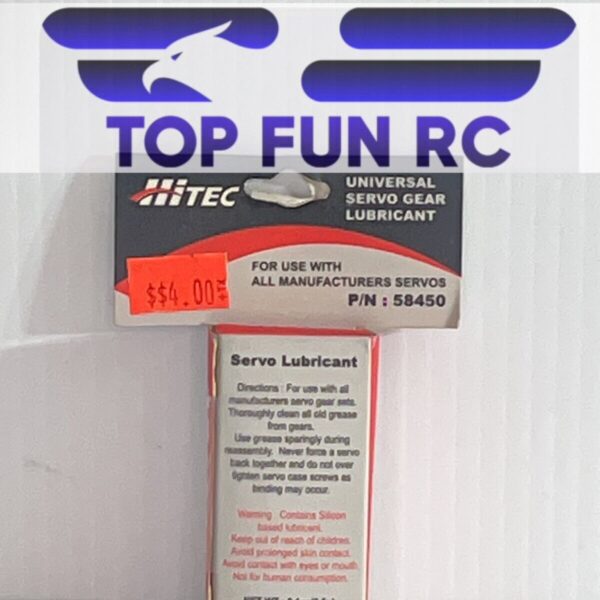 TOP FUN RC
HiTEC
UNIVERSAL
SERVO GEAR
LUBRICANT
FOR USE WITH
ALL MANUFACTURERS SERVOS
P/N : 58450
$$4.00
+TX
Servo Lubricant
Directions : For use with all
manufacturers servo gear sets.
Thoroughly clean all old grease
from gears.
Use grease sparingly during
reassembly. Never force a servo
back together and do not over
tighten servo case screws as
binding may occur.
Warning : Contains Silicon
based lubricent.
Keep out of reach of children.
Avoid prolonged skin contact.
Avoid contact with eyes or mouth.
Not for human consumption.